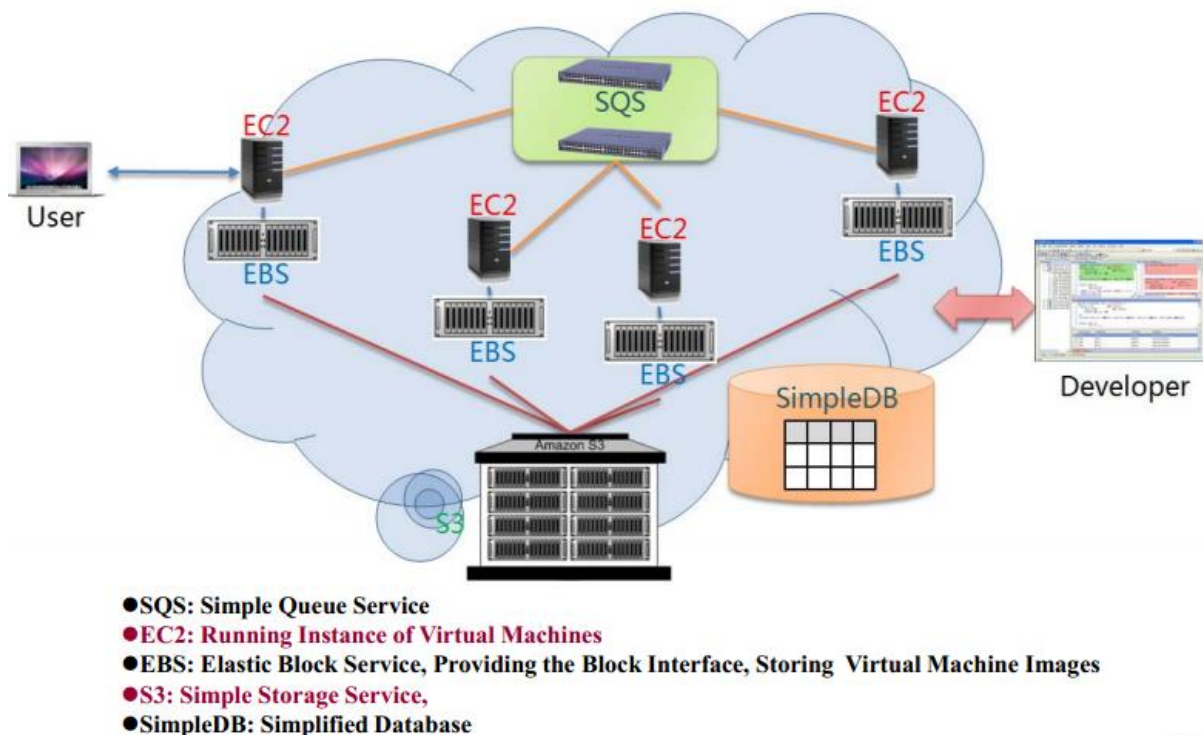 SQS
EC2
EC2
User
EBS
EC2
EC2
EBS
EBS
EBS
Developer
SimpleDB
Amazon S3
S3
●SQS: Simple Queue Service
●EC2: Running Instance of Virtual Machines
●EBS: Elastic Block Service, Providing the Block Interface, Storing Virtual Machine Images
●S3: Simple Storage Service,
●SimpleDB: Simplified Database